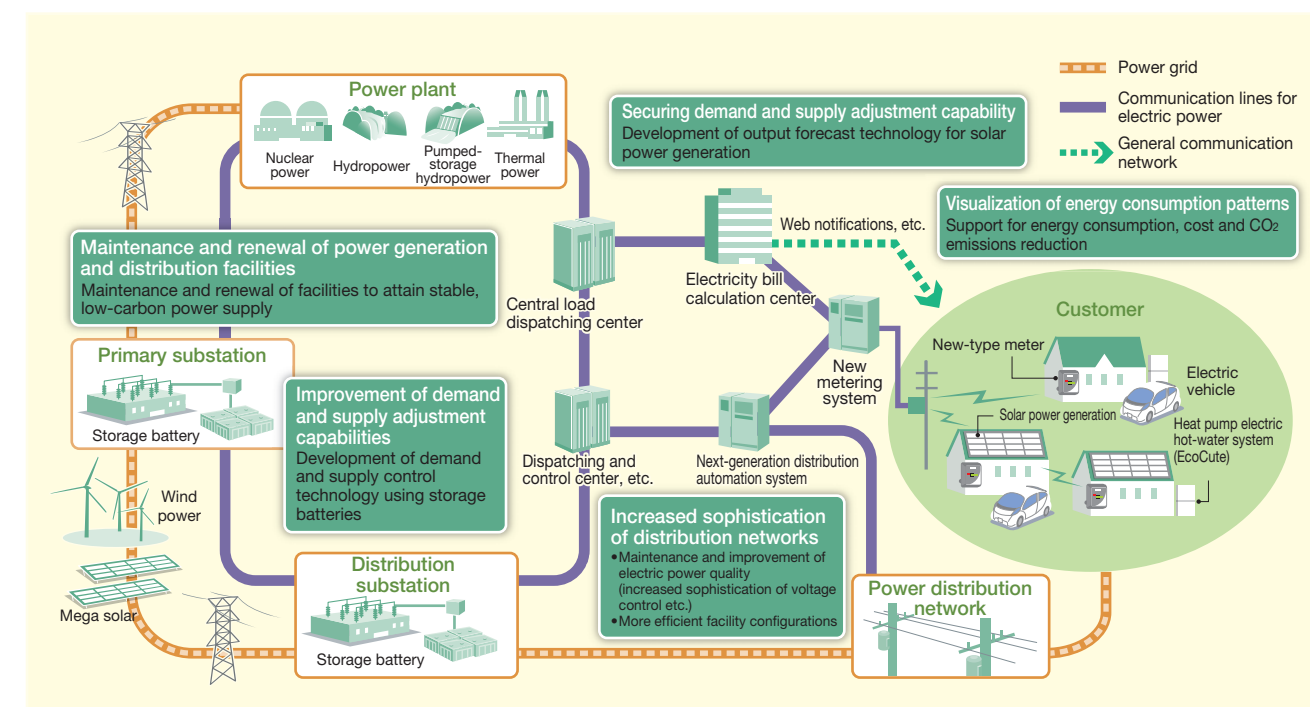 Power grid
Communication lines for
electric power
General communication
network
Power plant
Nuclear
power
Hydropower
Pumped-
storage
hydropower
Thermal
power
Securing demand and supply adjustment capability
Development of output forecast technology for solar
power generation
Visualization of energy consumption patterns
Support for energy consumption, cost and CO2
emissions reduction
Web notifications, etc.
Maintenance and renewal of power generation
and distribution facilities
Maintenance and renewal of facilities to attain stable,
low-carbon power supply
Electricity bill
calculation center
Central load
dispatching center
Customer
New-type meter
Electric
vehicle
Solar power generation
Heat pump electric
hot-water system
(EcoCute)
Primary substation
Storage battery
New
metering
system
Improvement of demand
and supply adjustment
capabilities
Development of demand
and supply control
technology using storage
batteries
Dispatching and
control center, etc.
Next-generation distribution
automation system
Wind
power
Mega solar
Increased sophistication
of distribution networks
•Maintenance and improvement of
electric power quality
(increased sophistication of voltage
control etc.)
•More efficient facility configurations
Distribution
substation
Storage battery
Power distribution
network